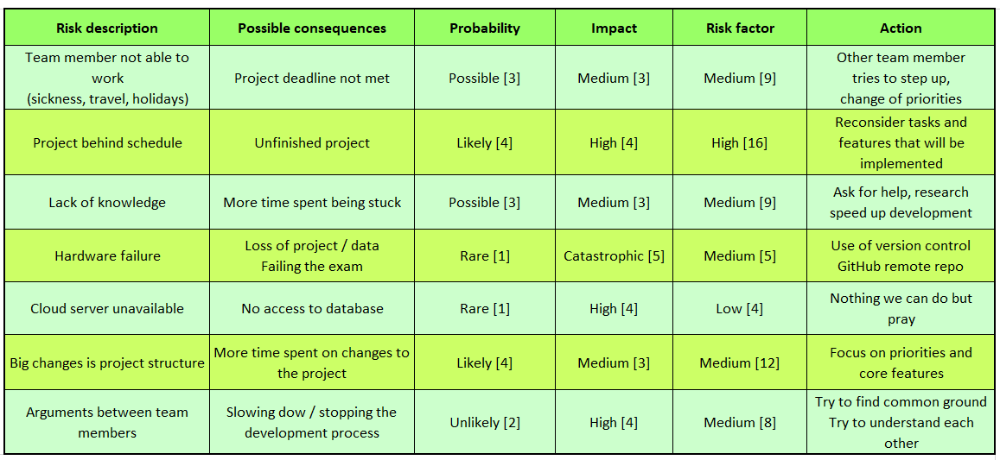 Risk description Possible consequences Probability Impact Risk factor Action
Team member not able to
work
(sickness, travel, holidays)
Project deadline not met
Possible [3]
Medium [3]
Medium [9]
Other team member
tries to step up,
change of priorities
Project behind schedule
Unfinished project
Likely [4]
High [4]
High [16]
Reconsider tasks and
features that will be
implemented
Lack of knowledge
More time spent being stuck
Possible [3]
Medium [3]
Medium [9]
Ask for help, research
speed up development
Hardware failure
Loss of project / data
Failing the exam
Rare [1]
Catastrophic [5]
Medium [5]
Use of version control
GitHub remote repo
Cloud server unavailable
No access to database
Rare [1]
High [4]
Low [4]
Nothing we can do but
pray
Big changes is project structure
More time spent on changes to
the project
Likely [4]
Medium [3]
Medium [12]
Focus on priorities and
core features
Arguments between team
members
Slowing dow / stopping the
development process
Unlikely [2]
High [4]
Medium [8]
Try to find common ground
Try to understand each
other